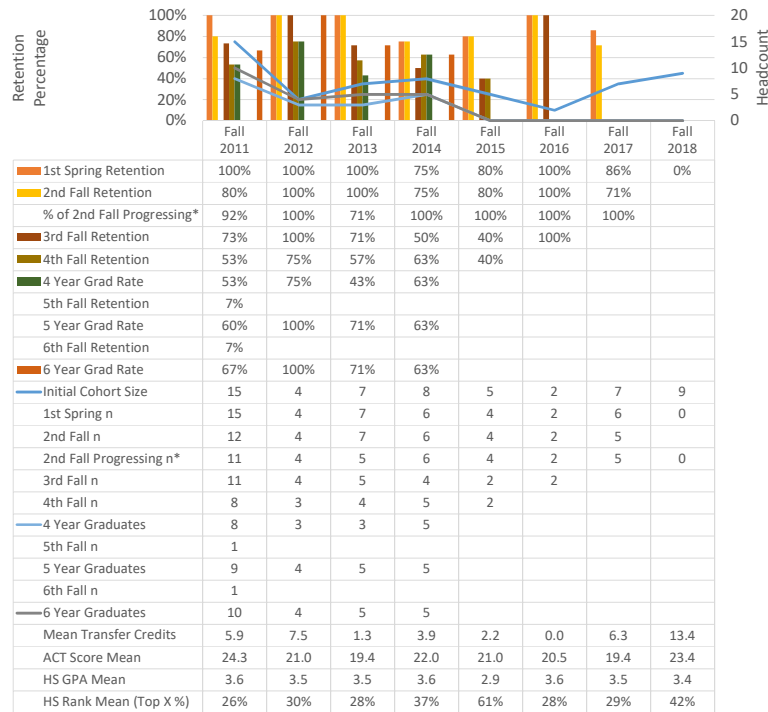 Retention
Percentage
100%
80%
60%
40%
20%
0%
20
15
10
5
0
Headcount
Fall 2011 Fall 2012 Fall 2013 Fall 2014 Fall 2015 Fall 2016 Fall 2017 Fall 2018
1st Spring Retention 100% 100% 100% 75% 80% 100% 86% 0%
2nd Fall Retention 80% 100% 100% 75% 80% 100% 71%
% of 2nd Fall Progressing* 92% 100% 71% 100% 100% 100% 100%
3rd Fall Retention 73% 100% 71% 50% 40% 100%
4th Fall Retention 53% 75% 57% 63% 40%
4 Year Grad Rate 53% 75% 43% 63%
5th Fall Retention 7%
5 Year Grad Rate 60% 100% 71% 63%
6th Fall Retention 7%
6 Year Grad Rate 67% 100% 71% 63%
Initial Cohort Size 15 4 7 8 5 2 7 9
1st Spring n 15 4 7 6 4 2 6 0
2nd Fall n 12 4 7 6 4 2 5
2nd Fall Progressing n* 11 4 5 6 4 2 5 0
3rd Fall n 11 4 5 4 2 2
4th Fall n 8 3 4 5 2
4 Year Graduates 8 3 3 5
5th Fall n 1
5 Year Graduates 9 4 5 5
6th Fall n 1
6 Year Graduates 10 4 5 5
Mean Transfer Credits 5.9 7.5 1.3 3.9 2.2 0.0 6.3 13.4
ACT Score Mean 24.3 21.0 19.4 22.0 21.0 20.5 19.4 23.4
HS GPA Mean 3.6 3.5 3.5 3.6 2.9 3.6 3.5 3.4
HS Rank Mean (Top X %) 26% 30% 28% 37% 61% 28% 29% 42%